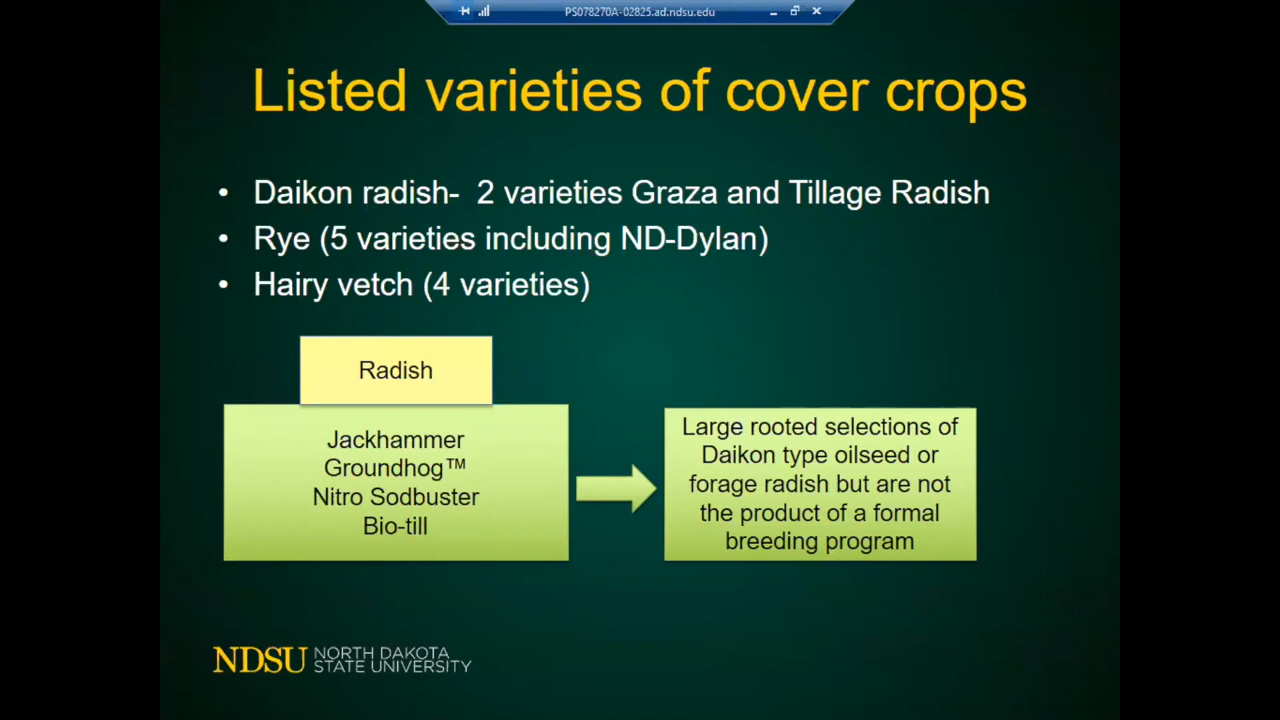 PS078270A-02825.ad.ndsu.edu
Listed varieties of cover crops
• Daikon radish-  2 varieties Graza and Tillage Radish
• Rye (5 varieties including ND-Dylan)
• Hairy vetch (4 varieties)
Radish
Jackhammer
Groundhog™
Nitro Sodbuster
Bio-till
Large rooted selections of
Daikon type oilseed or
forage radish but are not
the product of a formal
breeding program
NDSU NORTH DAKOTA
STATE UNIVERSITY